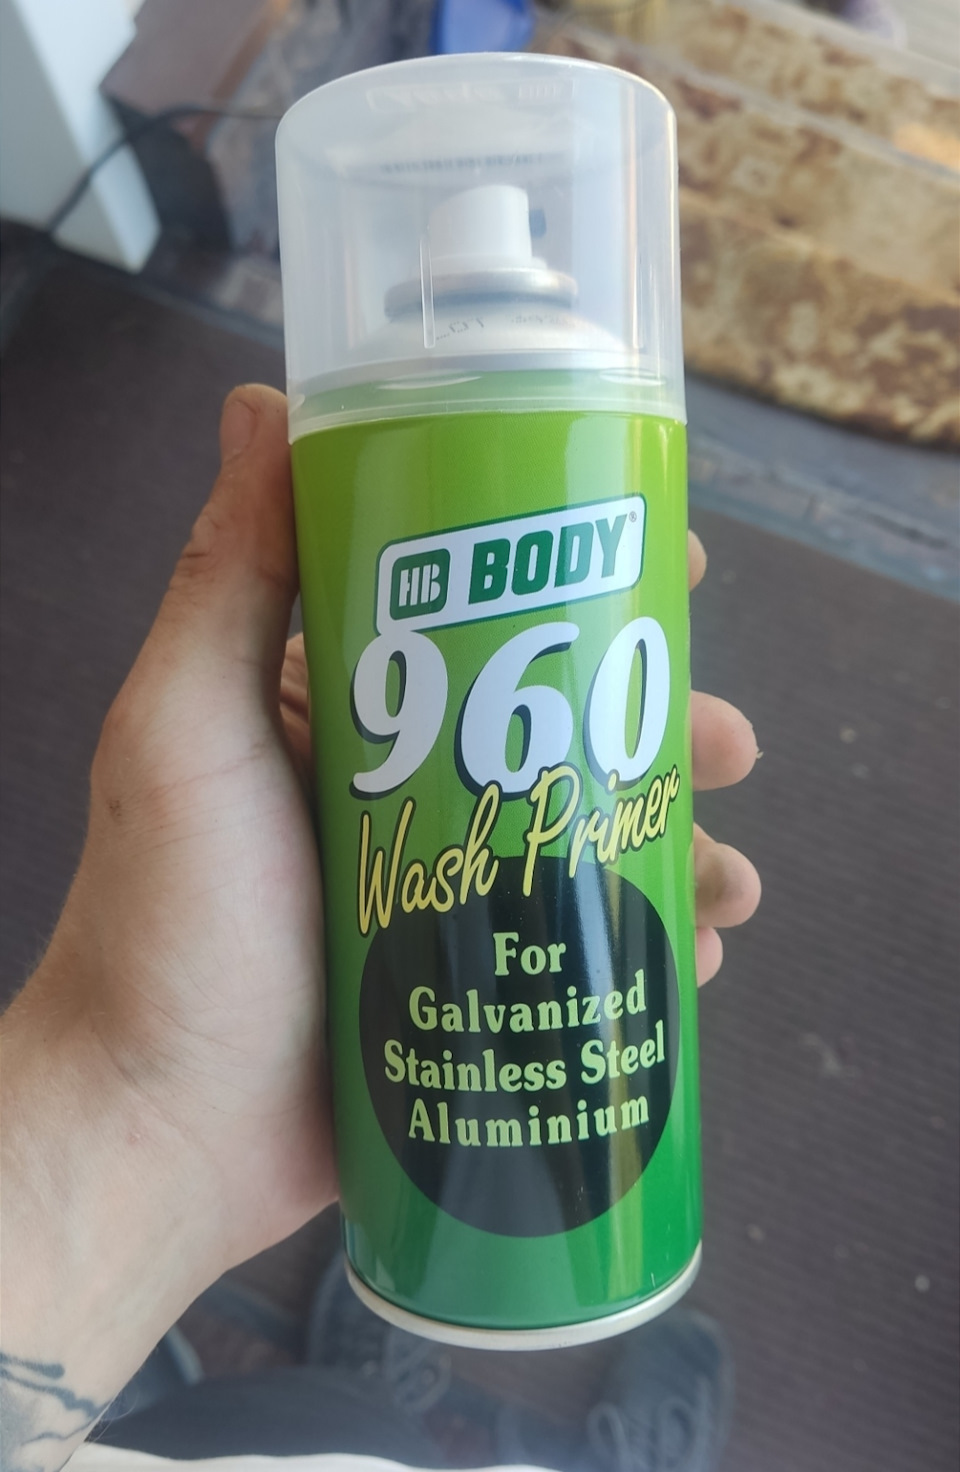 HB BODY®
960
Wash Primer
For
Galvanized
Stainless Steel
Aluminium